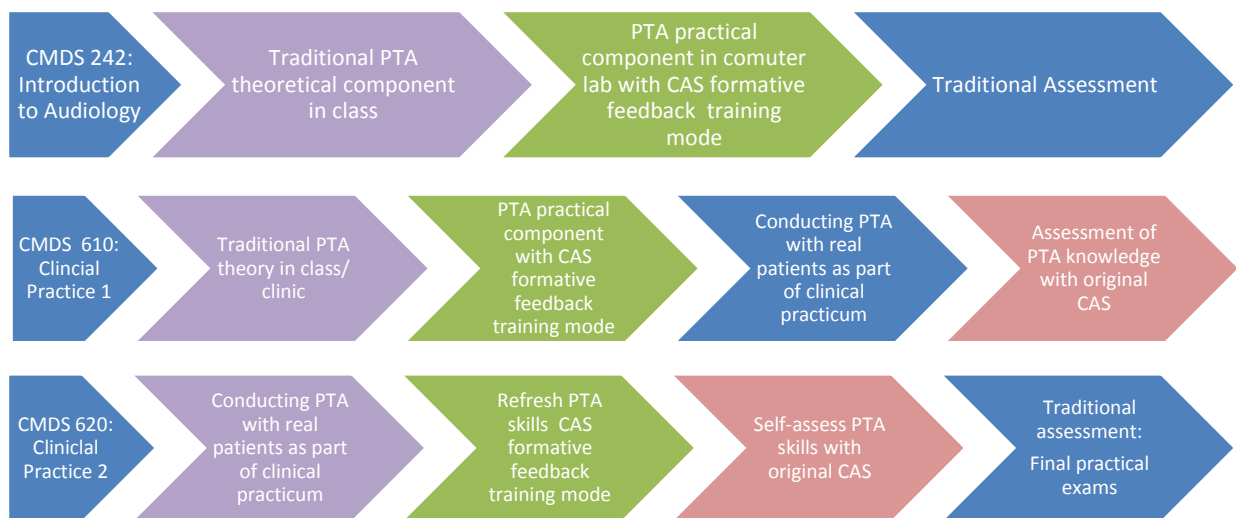 CMDS 242:
Introduction
to Audiology
Traditional PTA
theoretical component
in class
PTA practical
component in comuter
lab with CAS formative
feedback training
mode
Traditional Assessment
CMDS 610:
Clincial
Practice 1
Traditional PTA
theory in class/
clinic
PTA practical
component
with CAS
formative
feedback
training mode
Conducting PTA
with real
patients as part
of clinical
practicum
Assessment of
PTA knowledge
with original
CAS
CMDS 620:
Cliniclal
Practice 2
Conducting PTA
with real
patients as part
of clinical
practicum
Refresh PTA
skills CAS
formative
feedback
training mode
Self-assess PTA
skills with
original CAS
Traditional
assessment:
Final practical
exams